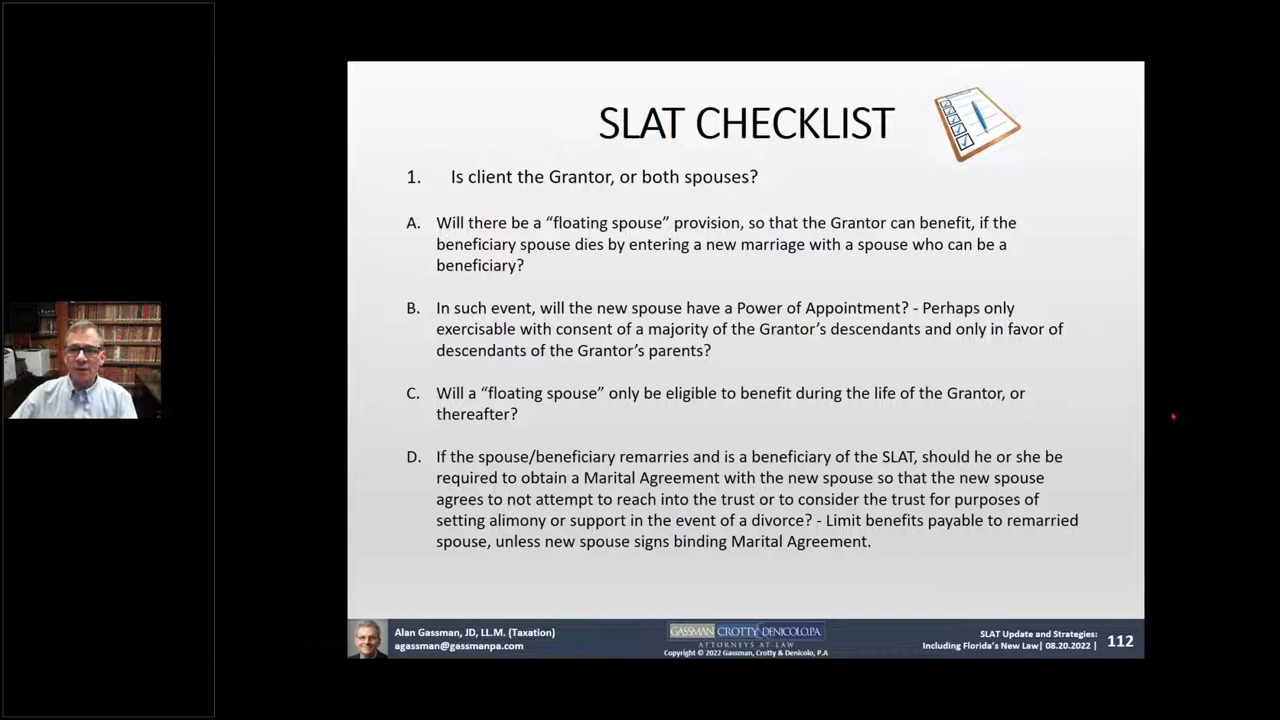 SLAT CHECKLIST
1. Is client the Grantor, or both spouses?
A. Will there be a “floating spouse” provision, so that the Grantor can benefit, if the
beneficiary spouse dies by entering a new marriage with a spouse who can be a
beneficiary?
B. In such event, will the new spouse have a Power of Appointment? - Perhaps only
exercisable with consent of a majority of the Grantor’s descendants and only in favor of
descendants of the Grantor’s parents?
C. Will a “floating spouse” only be eligible to benefit during the life of the Grantor, or
thereafter?
D. If the spouse/beneficiary remarries and is a beneficiary of the SLAT, should he or she be
required to obtain a Marital Agreement with the new spouse so that the new spouse
agrees to not attempt to reach into the trust or to consider the trust for purposes of
setting alimony or support in the event of a divorce? - Limit benefits payable to remarried
spouse, unless new spouse signs binding Marital Agreement.
Alan Gassman, JD, LL.M. (Taxation)
agassman@gassmanpa.com
GASSMAN CROTTY DENICOLO, P.A.
ATTORNEYS AT LAW
Copyright © 2022 Gassman, Crotty & Denicolo, P.A
SLAT Update and Strategies:
Including Florida’s New Law| 08.20.2022 |
112